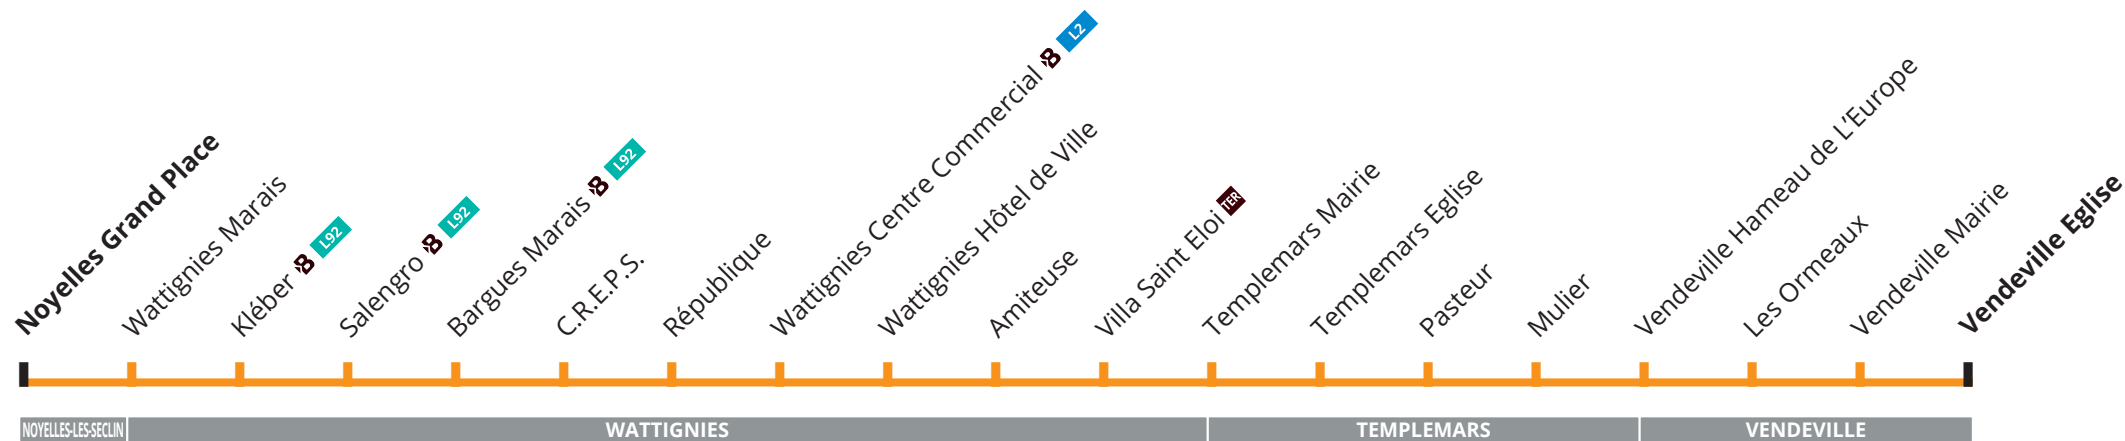 Noyelles Grand Place
Wattignies Marais
Kléber B L92
Salengro B L92
Bargues Marais B L92
C.R.E.P.S.
République
Wattignies Centre Commercial B L2
Wattignies Hôtel de Ville
Amiteuse
Villa Saint Eloi TER
Templemars Mairie
Templemars Eglise
Pasteur
Mulier
Vendeville Hameau de L'Europe
Les Ormeaux
Vendeville Mairie
Vendeville Eglise
NOYELLES-LES-SECLIN
WATTIGNIES
TEMPLEMARS
VENDEVILLE